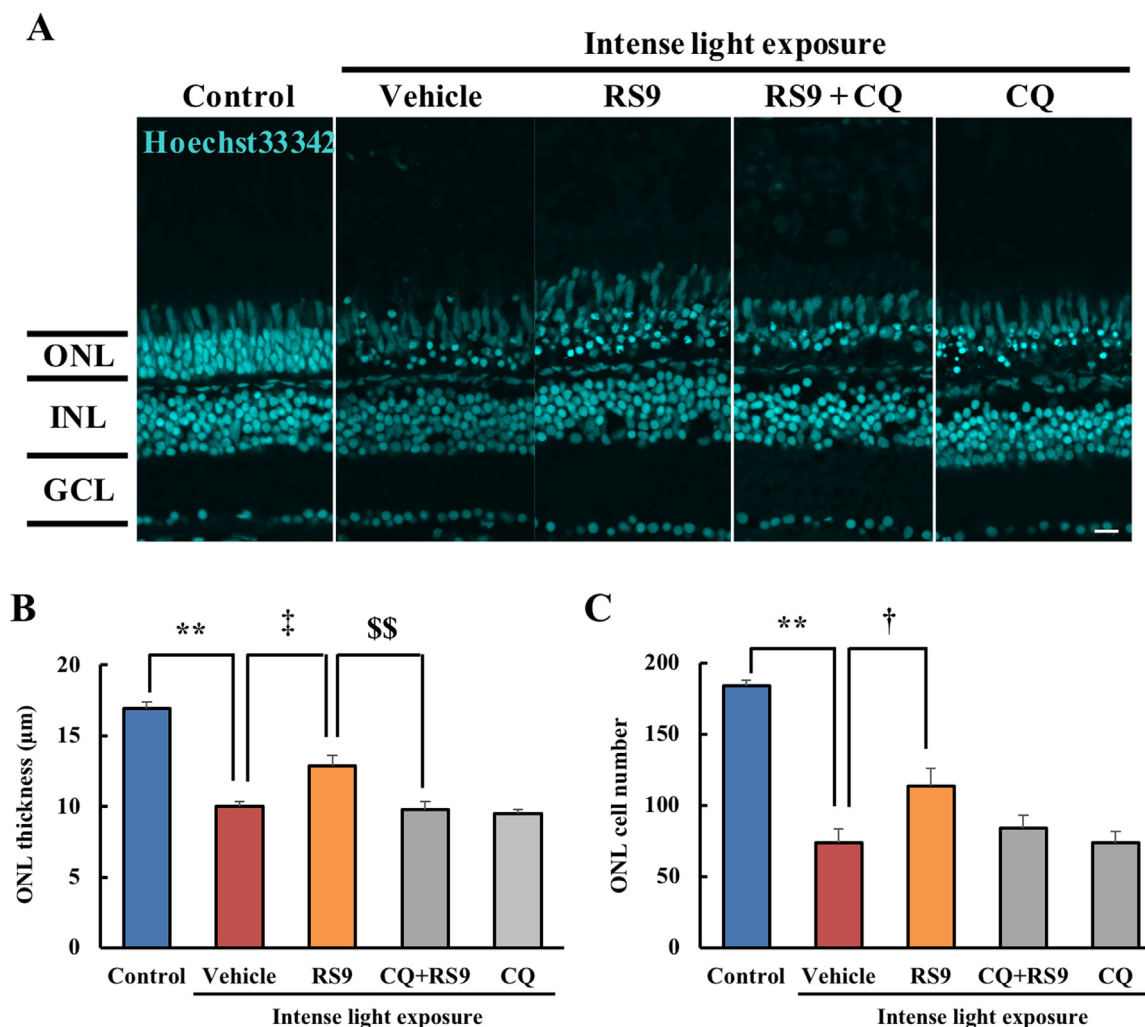 A
Intense light exposure
Control Vehicle RS9 RS9 + CQ CQ
Hoechst33342
ONL
INL
GCL
B
** ‡ $$
20
15
10
5
0
ONL thickness (µm)
Control Vehicle RS9 CQ+RS9 CQ
Intense light exposure
C
** †
200
150
100
50
0
ONL cell number
Control Vehicle RS9 CQ+RS9 CQ
Intense light exposure